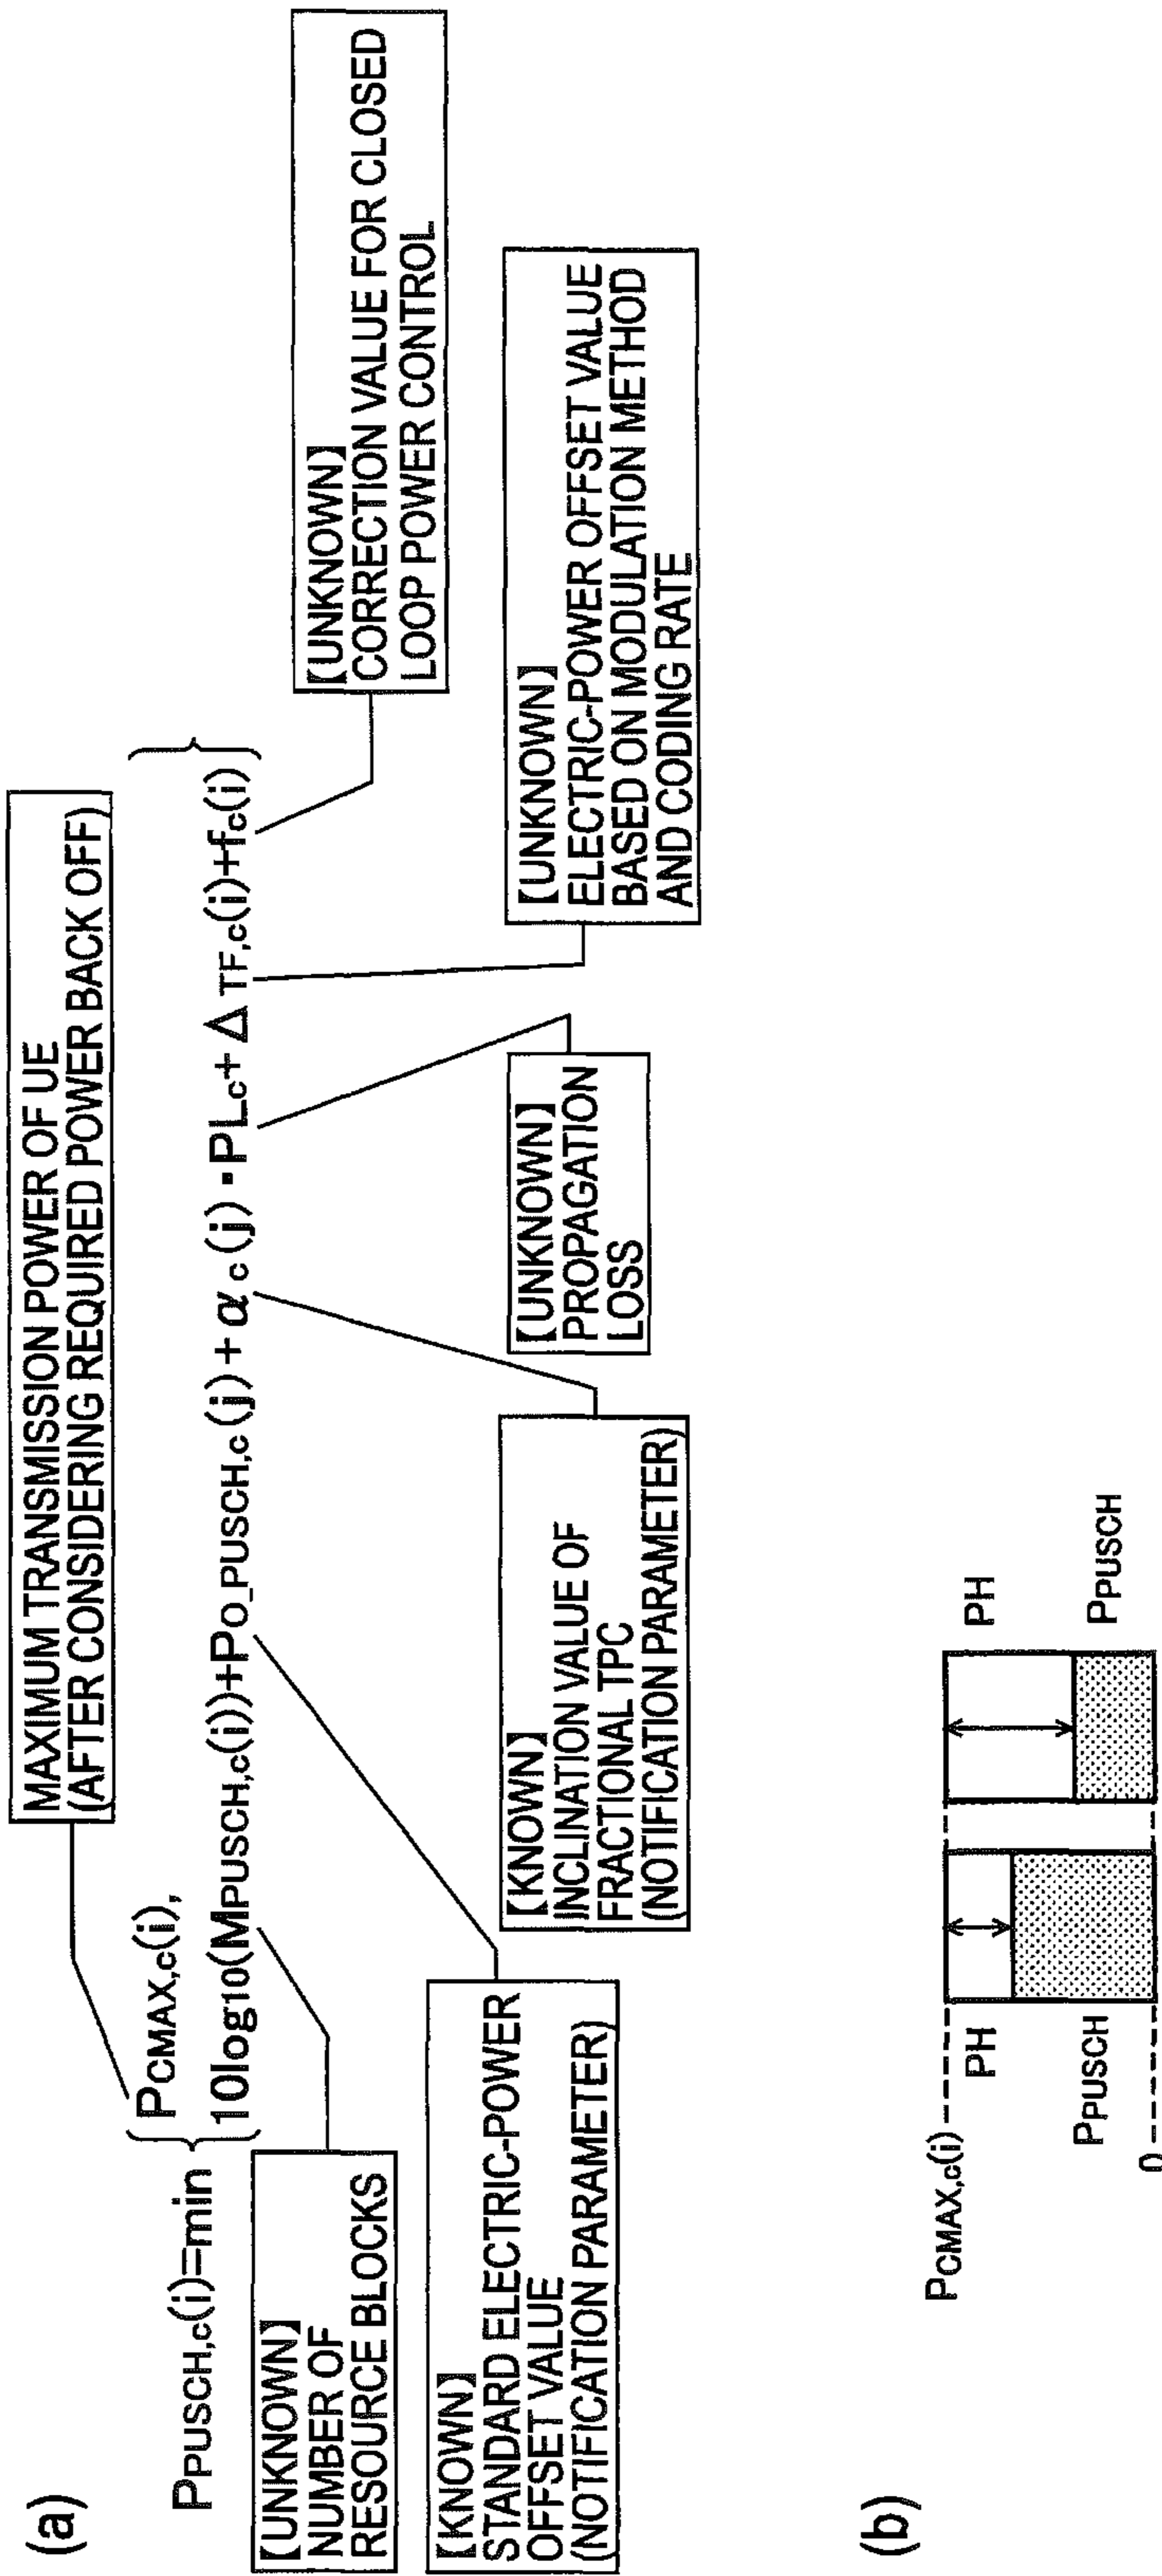 (a)
MAXIMUM TRANSMISSION POWER OF UE
(AFTER CONSIDERING REQUIRED POWER BACK OFF)
PPUSCH,c(i)=min
PCMAX,c(i),
10log10(MPUSCH,c(i))+PO_PUSCH,c(j)+αc(j)·PLc+ΔTF,c(i)+fc(i)
【UNKNOWN】
NUMBER OF
RESOURCE BLOCKS
【KNOWN】
STANDARD ELECTRIC-POWER
OFFSET VALUE
(NOTIFICATION PARAMETER)
【KNOWN】
INCLINATION VALUE OF
FRACTIONAL TPC
(NOTIFICATION PARAMETER)
【UNKNOWN】
PROPAGATION
LOSS
【UNKNOWN】
ELECTRIC-POWER OFFSET VALUE
BASED ON MODULATION METHOD
AND CODING RATE
【UNKNOWN】
CORRECTION VALUE FOR CLOSED
LOOP POWER CONTROL
(b)
PCMAX,c(i)
PH
PPUSCH
0
PH
PPUSCH